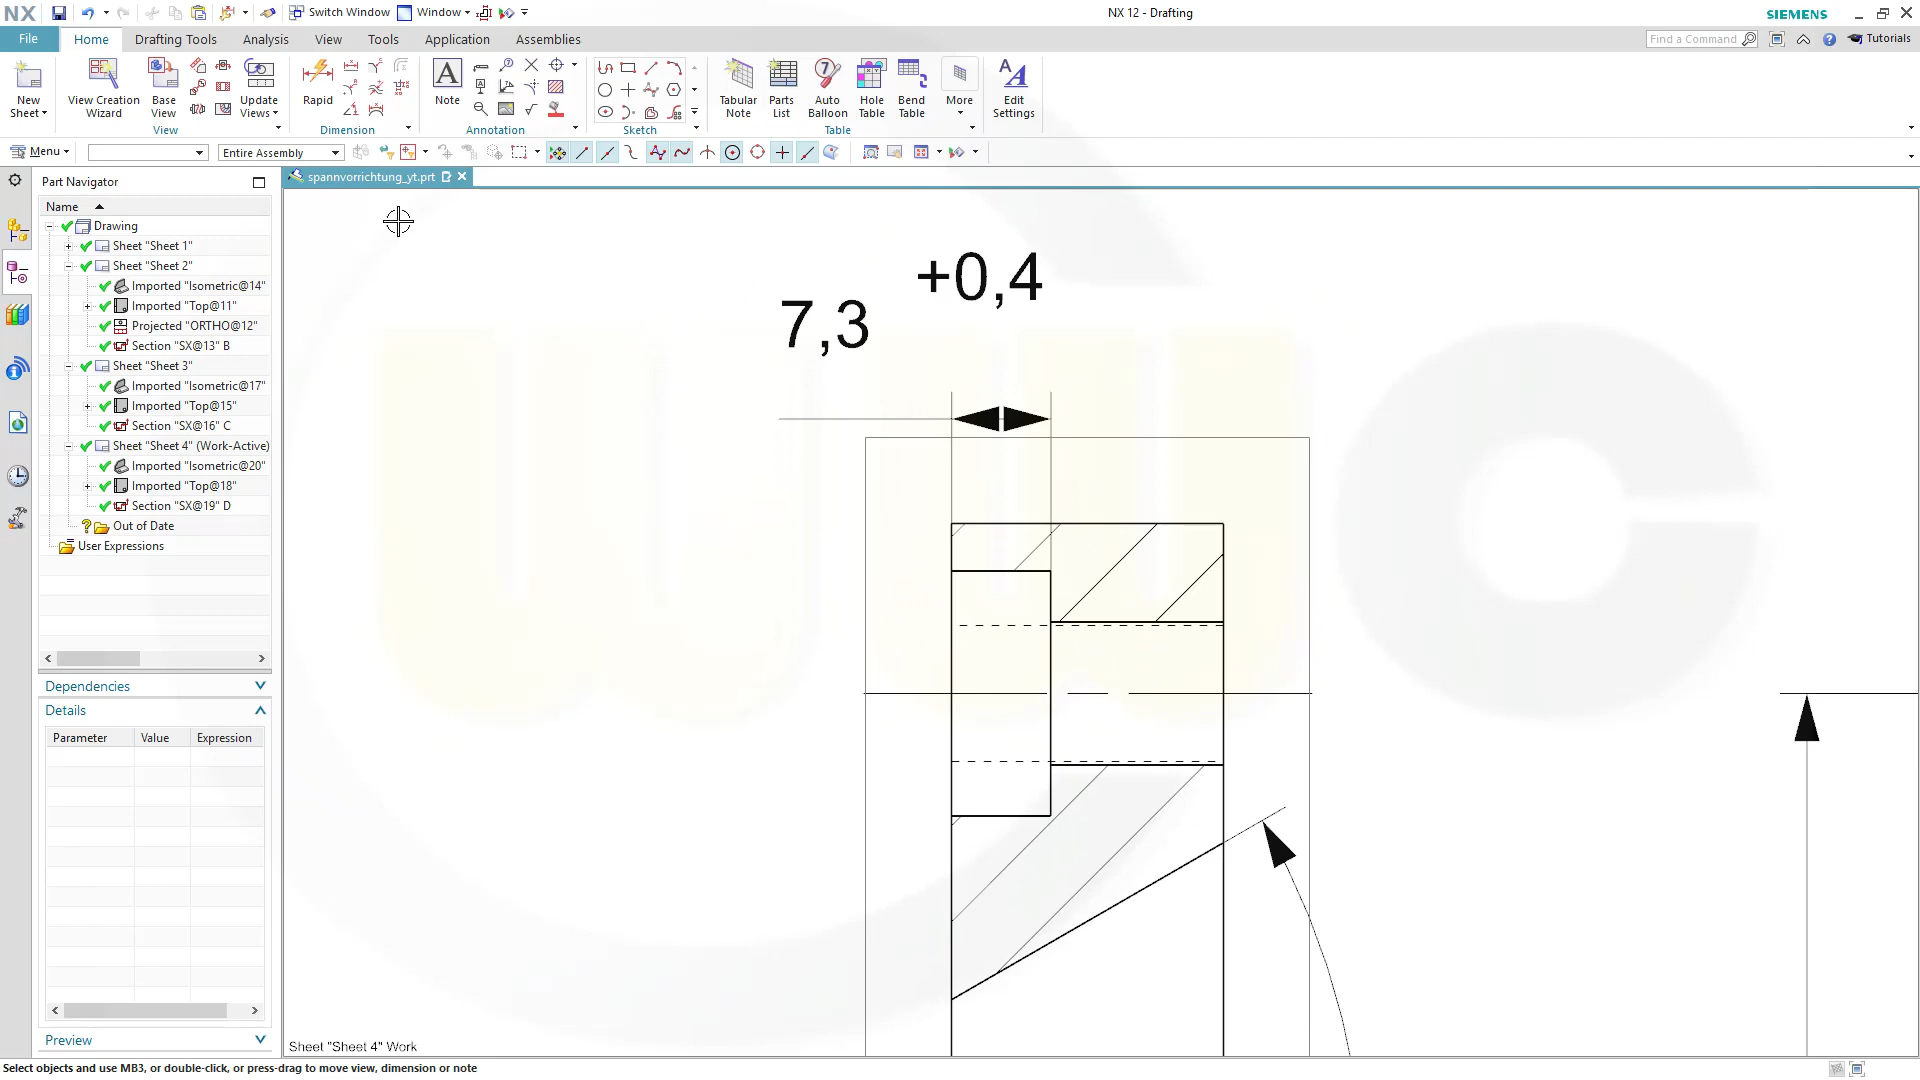 NX
Switch Window
Window
NX 12 - Drafting
SIEMENS
File
Home
Drafting Tools
Analysis
View
Tools
Application
Assemblies
Find a Command
Tutorials
New
Sheet
View Creation
Wizard
Base
View
Update
Views
View
Rapid
Dimension
A
Note
Annotation
Sketch
Tabular
Note
Parts
List
Auto
Balloon
Hole
Table
Bend
Table
More
Table
Edit
Settings
Menu
Entire Assembly
Part Navigator
spannvorrichtung_yt.prt
Name
Drawing
Sheet "Sheet 1"
Sheet "Sheet 2"
Imported "Isometric@14"
Imported "Top@11"
Projected "ORTHO@12"
Section "SX@13" B
Sheet "Sheet 3"
Imported "Isometric@17"
Imported "Top@15"
Section "SX@16" C
Sheet "Sheet 4" (Work-Active)
Imported "Isometric@20"
Imported "Top@18"
Section "SX@19" D
Out of Date
User Expressions
Dependencies
Details
Parameter Value Expression
Preview
+0,4
7,3
Sheet "Sheet 4" Work
Select objects and use MB3, or double-click, or press-drag to move view, dimension or note